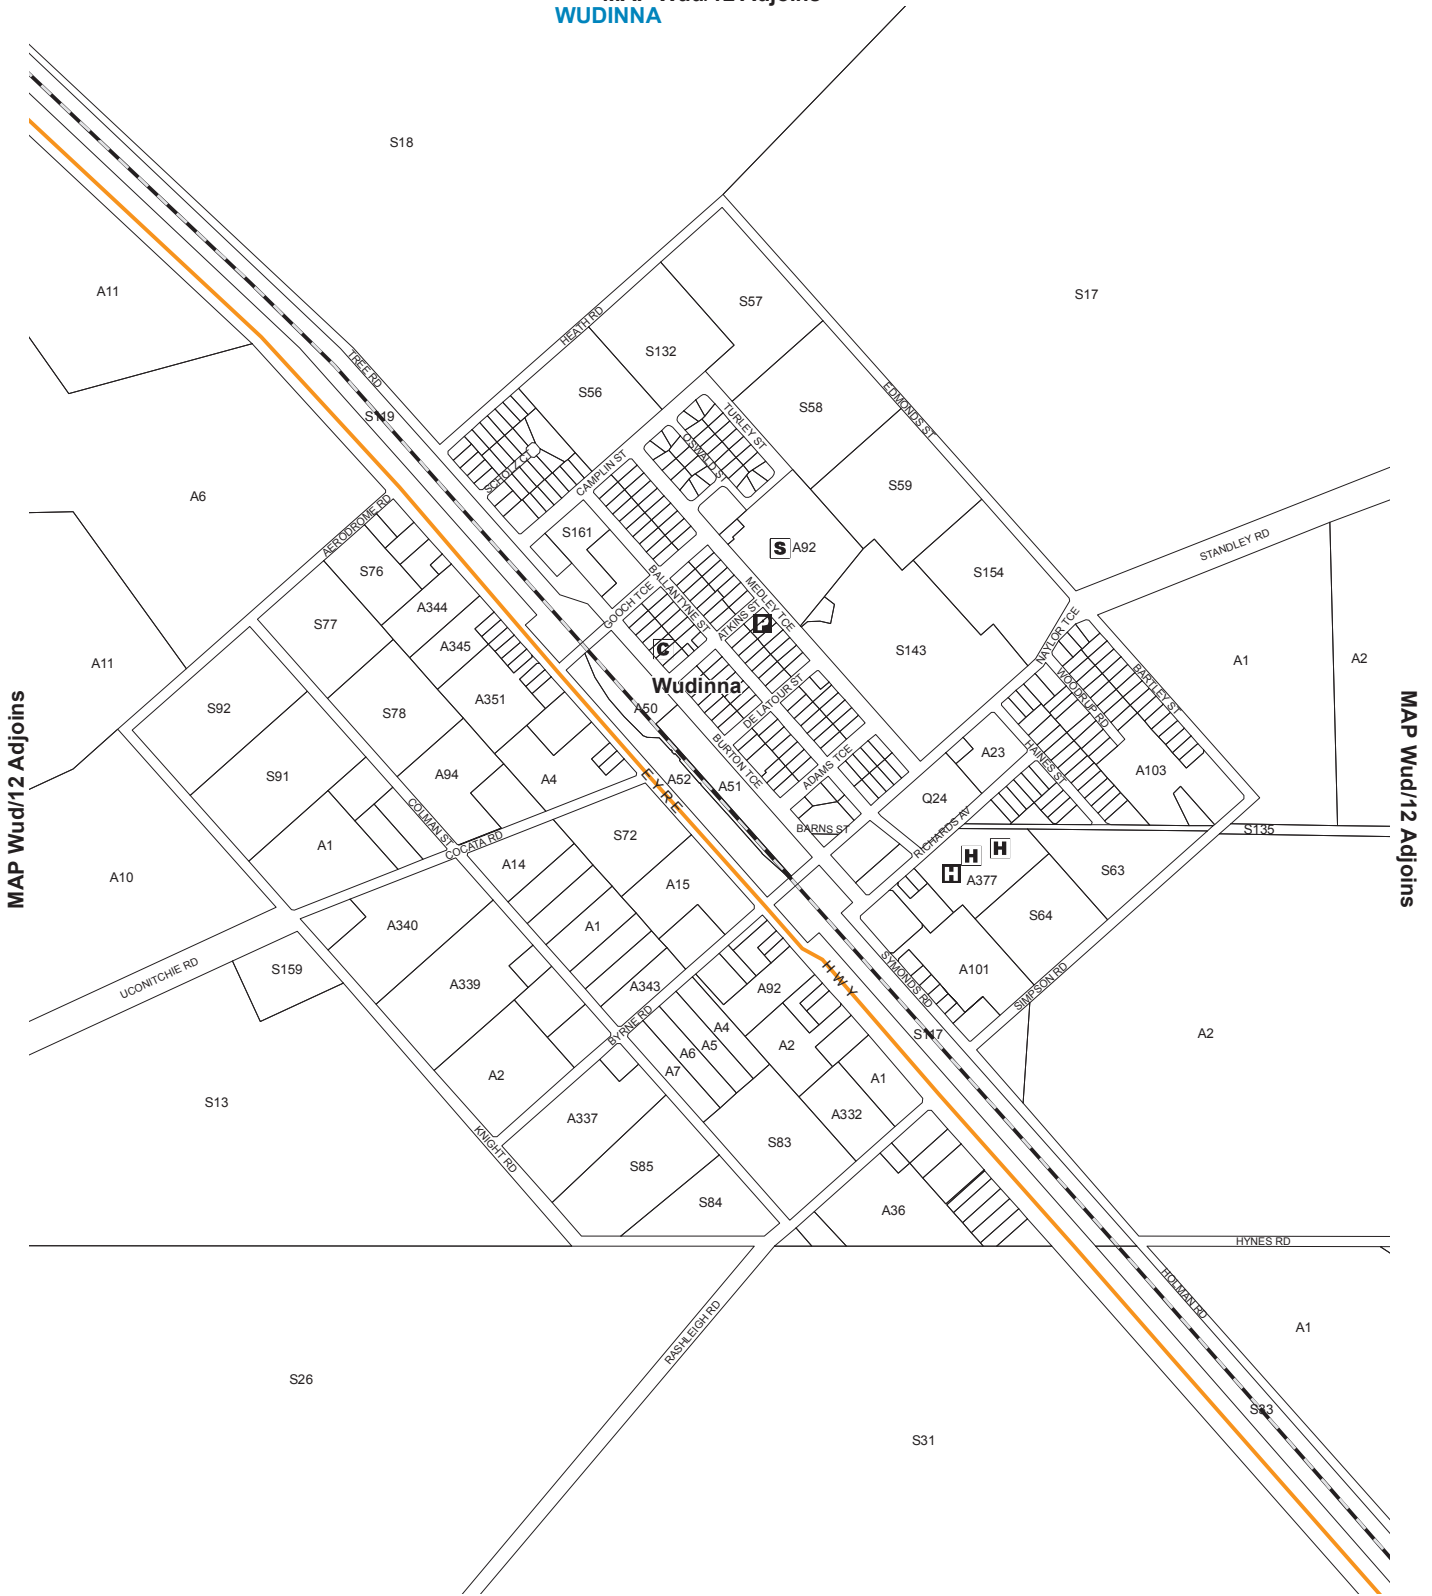 WUDINNA
S18
S17
A11
HEATH RD
S57
S132
S56
TREE RD
S119
EDMONDS ST
TURLEY ST
S58
OSWALD ST
CAMPLIN ST
SCHOLZ CT
S59
A6
AERODROME RD
S161
S
A92
STANDLEY RD
S76
S154
BALLANTYNE ST
MEDLEY TCE
GOOCH TCE
ATKINS ST
P
A344
S77
A345
C
NAYLOR TCE
S143
A1
A2
A11
Wudinna
WOODRUP RD
BARTLEY ST
A351
DE LATOUR ST
S92
A50
S78
BURTON TCE
ADAMS TCE
HAINES ST
A23
A103
S91
A94
A4
EYRE
A52
A51
Q24
MAP Wud/12 Adjoins
MAP Wud/12 Adjoins
COLMAN ST
COCATA RD
S72
BARNS ST
RICHARDS AV
S135
A1
A14
H
H
H
A377
S63
A10
A15
A340
A1
S64
UCONITCHIE RD
S159
A339
A343
A92
HWY
SYMONDS RD
A101
SIMPSON RD
BYRNE RD
A4
A5
A6
A7
A2
S117
A2
A2
A1
S13
A337
A332
KNIGHT RD
S83
S85
S84
A36
HYNES RD
HOLMAN RD
RASHLEIGH RD
A1
S26
S33
S31